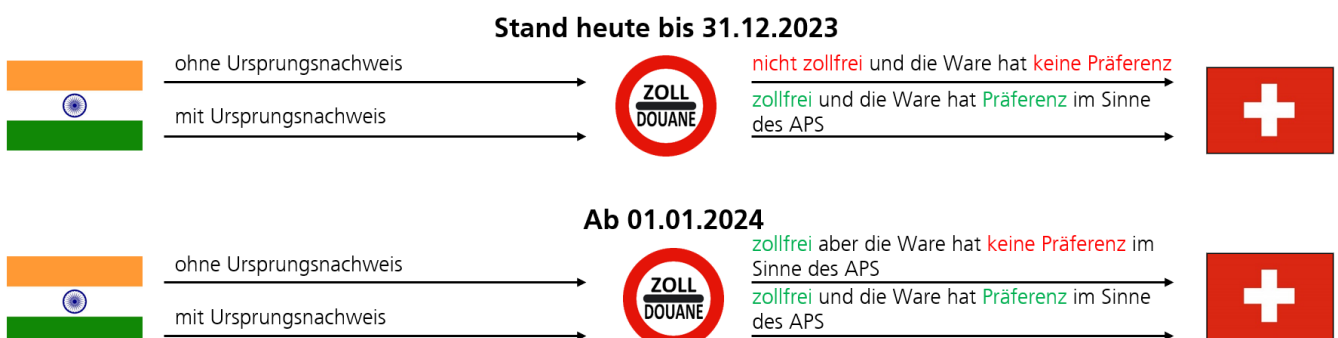 Stand heute bis 31.12.2023
ohne Ursprungsnachweis
mit Ursprungsnachweis
ZOLL
DOUANE
nicht zollfrei und die Ware hat keine Präferenz
zollfrei und die Ware hat Präferenz im Sinne
des APS
Ab 01.01.2024
ohne Ursprungsnachweis
mit Ursprungsnachweis
ZOLL
DOUANE
zollfrei aber die Ware hat keine Präferenz im
Sinne des APS
zollfrei und die Ware hat Präferenz im Sinne
des APS